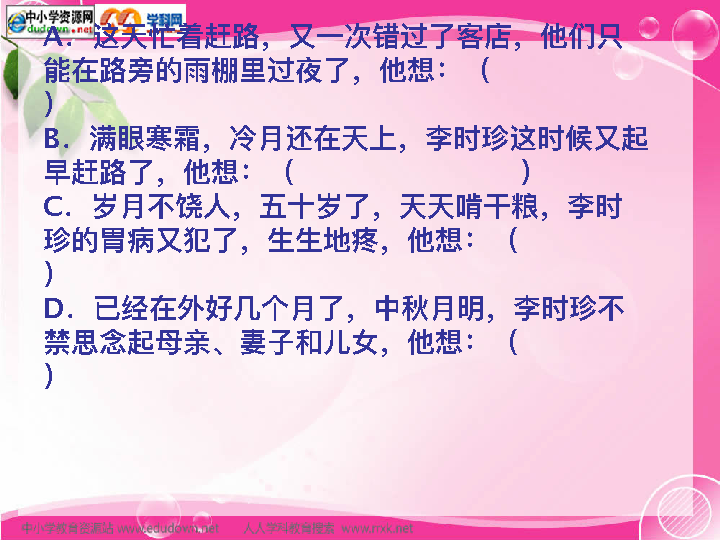 中小学资源网
dudown.net
学科网
A．这天忙着赶路，又一次错过了客店，他们只
能在路旁的雨棚里过夜了，他想：（
）
B．满眼寒霜，冷月还在天上，李时珍这时候又起
早赶路了，他想：（ ）
C．岁月不饶人，五十岁了，天天啃干粮，李时
珍的胃病又犯了，生生地疼，他想：（
）
D．已经在外好几个月了，中秋月明，李时珍不
禁思念起母亲、妻子和儿女，他想：（
）
中小学教育资源站 www.edudown.net 人人学科教育搜索 www.rrxk.net